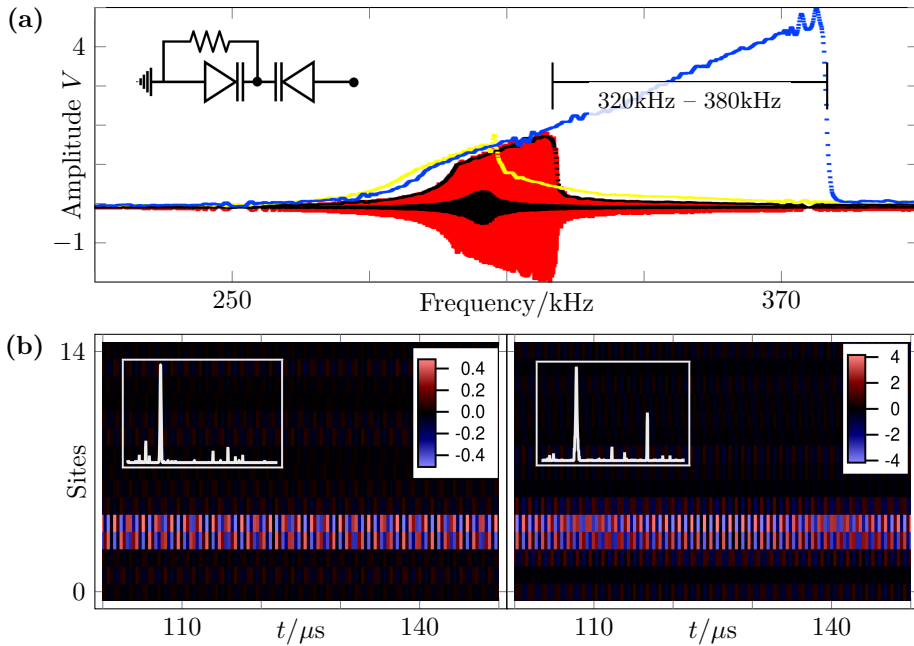 (a)
Amplitude V
4
−1
320kHz – 380kHz
250
Frequency/kHz
370
(b)
Sites
14
0
0.4
0.2
0.0
-0.2
-0.4
4
2
0
-2
-4
110
t/μs
140
110
t/μs
140